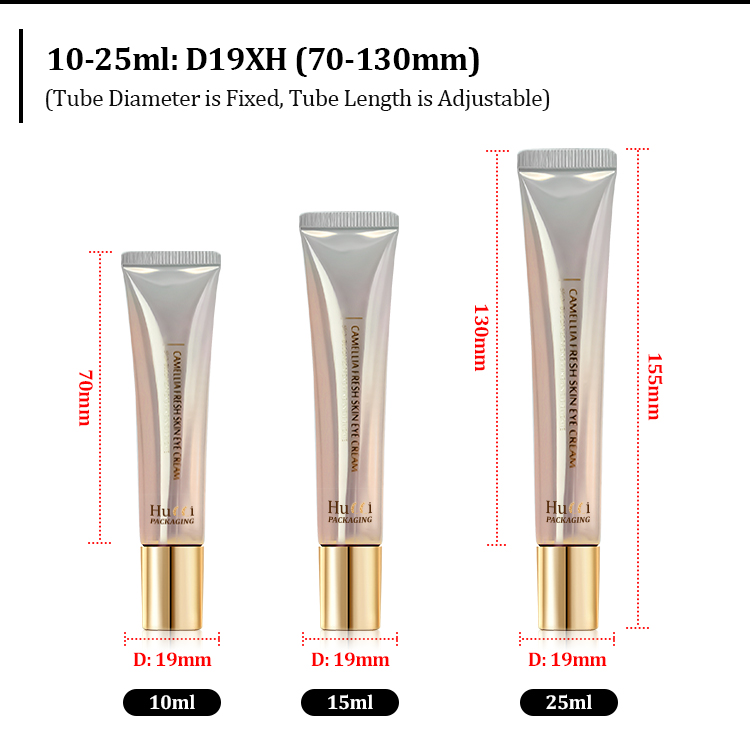 10-25ml: D19XH (70-130mm)
(Tube Diameter is Fixed, Tube Length is Adjustable)
70mm
130mm
155mm
CAMELLIA FRESH SKIN EYE CREAM
CAMELLIA FRESH SKIN EYE CREAM
CAMELLIA FRESH SKIN EYE CREAM
PACKAGING
PACKAGING
PACKAGING
D: 19mm
D: 19mm
D: 19mm
10ml
15ml
25ml